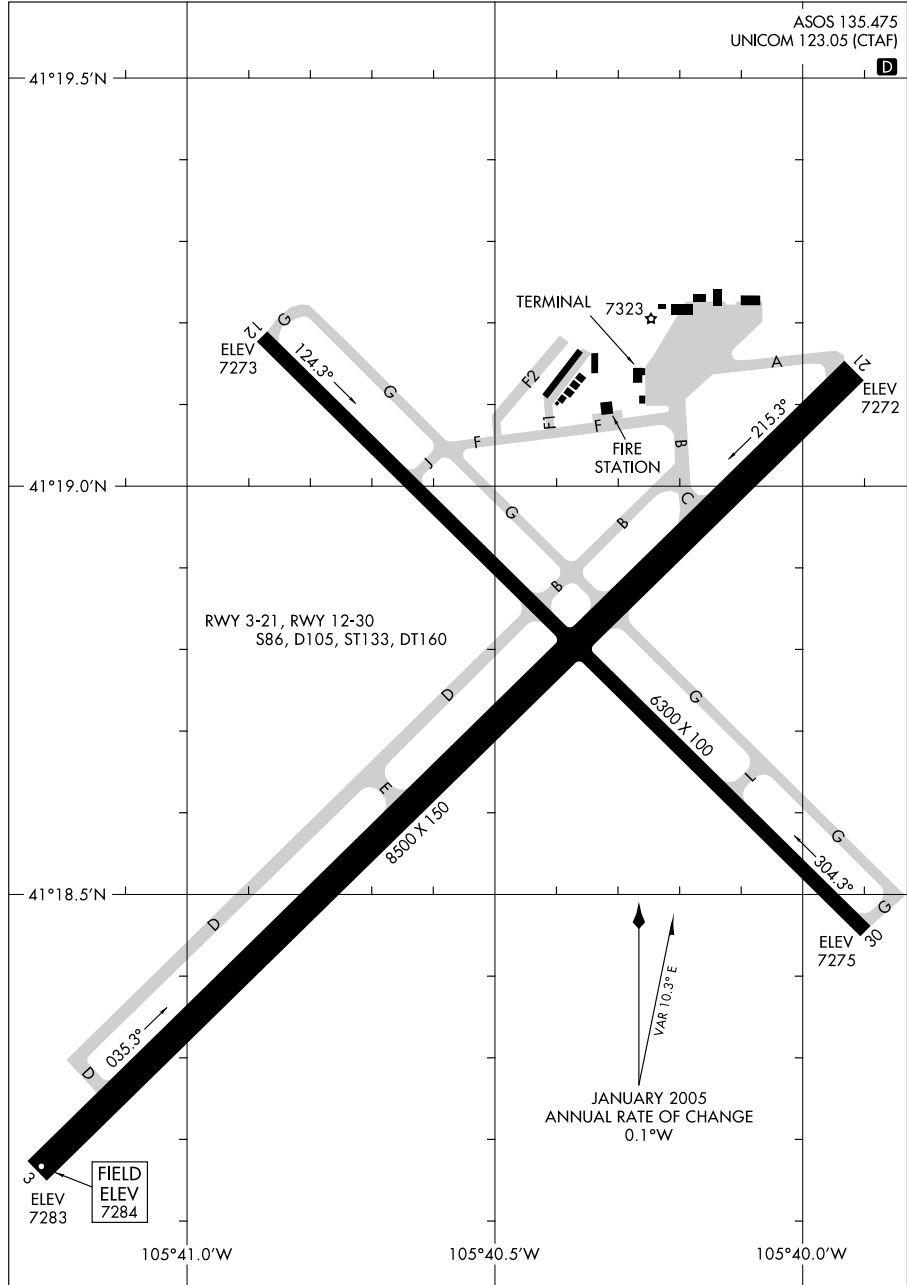 ASOS 135.475
UNICOM 123.05 (CTAF)
D
41°19.5'N
TERMINAL
7323
G
12
ELEV
7273
124.3°
G
F2
A
21
ELEV
7272
F1
F
F
FIRE
STATION
B
215.3°
J
41°19.0'N
G
C
B
B
RWY 3-21, RWY 12-30
S86, D105, ST133, DT160
D
G
6300 X 100
E
I
8500 X 150
G
304.3°
41°18.5'N
G
D
30
ELEV
7275
VAR 10.3° E
035.3°
D
JANUARY 2005
ANNUAL RATE OF CHANGE
0.1°W
3
ELEV
7283
FIELD
ELEV
7284
105°41.0'W
105°40.5'W
105°40.0'W